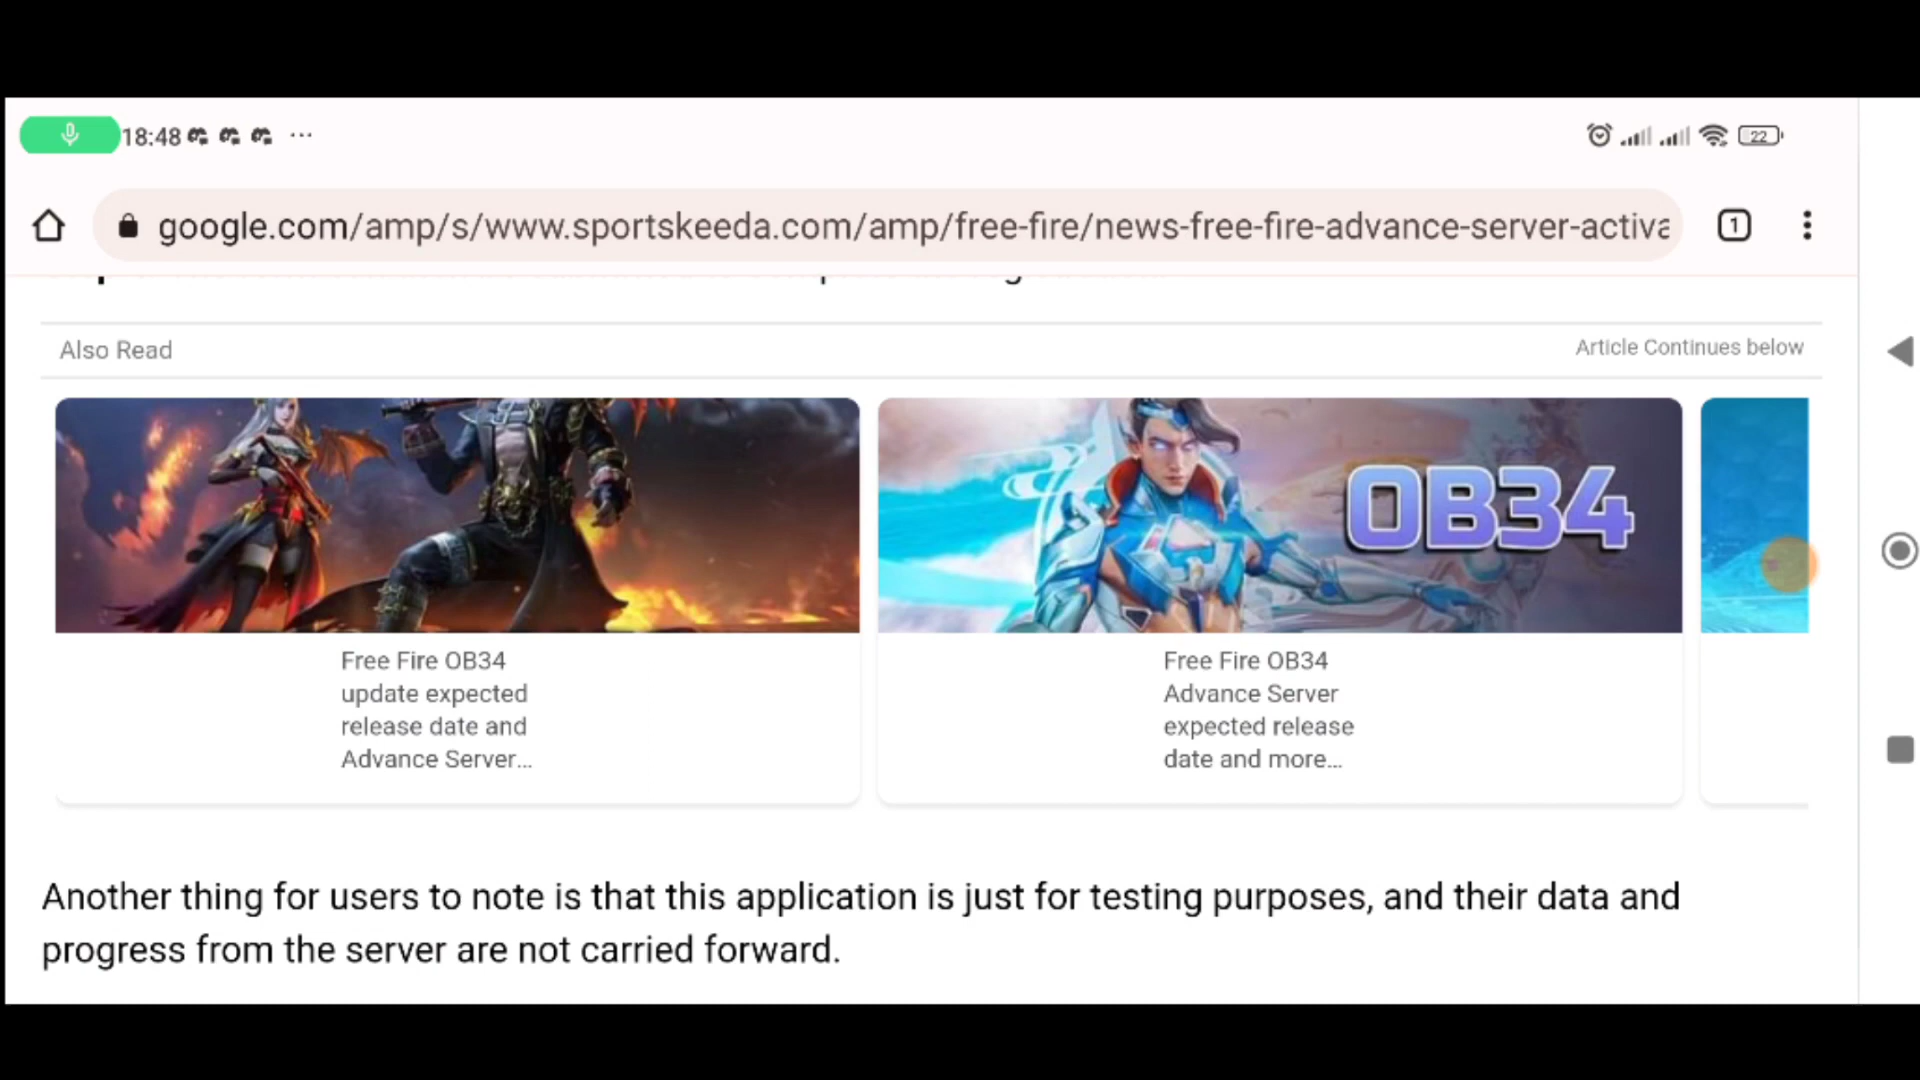 18:48 ...
22
google.com/amp/s/www.sportskeeda.com/amp/free-fire/news-free-fire-advance-server-activa
1
Also Read
Article Continues below
OB34
Free Fire OB34
update expected
release date and
Advance Server...
Free Fire OB34
Advance Server
expected release
date and more...
Another thing for users to note is that this application is just for testing purposes, and their data and
progress from the server are not carried forward.